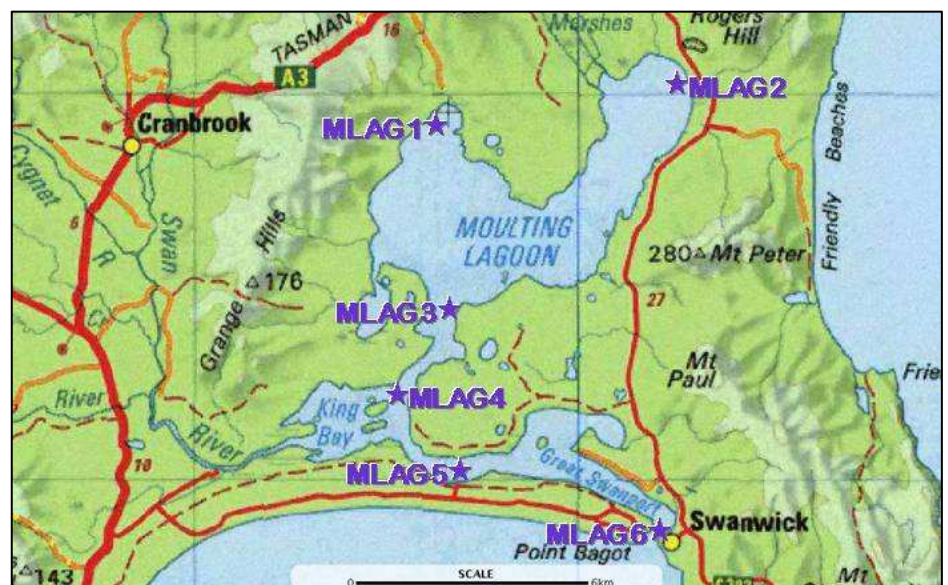 Marshes
Rogers
Hill
TASMAN
16
A3
MLAG2
Cranbrook
MLAG1
Beaches
Cygnet
R
6
Swan
Hills
MOULTING
LAGOON
280 Mt Peter
Friendly
176
Grange
MLAG3
27
Mt
Paul
Frie
River
King
Bay
MLAG4
River
10
MLAG5
Great Swanport
MLAG6
Swanwick
Point Bagot
SCALE
143
0 6km
Mt